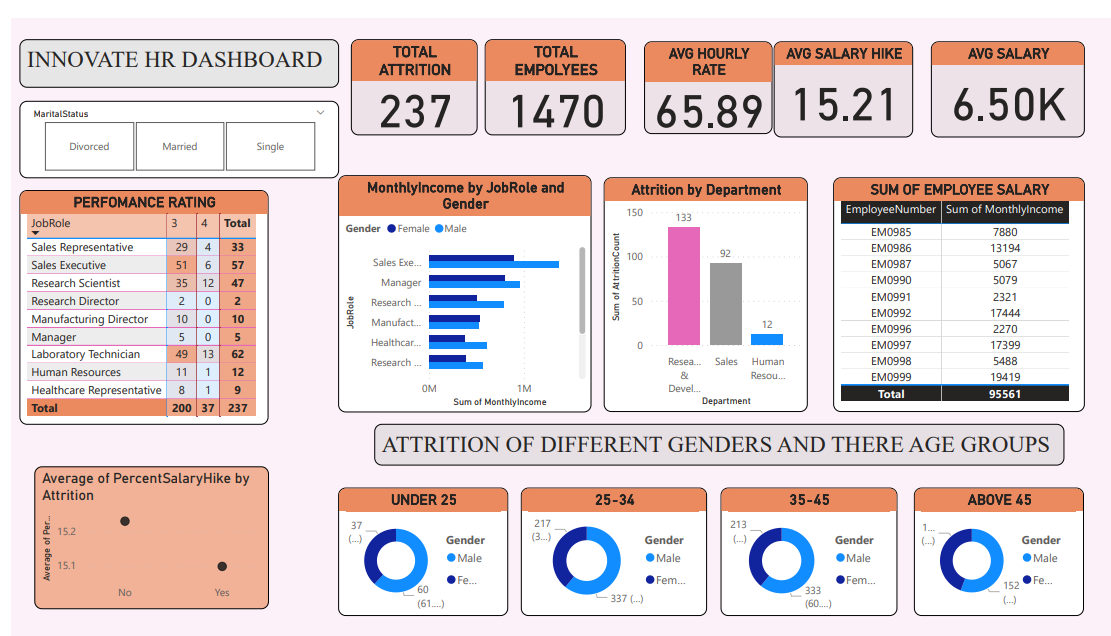 INNOVATE HR DASHBOARD
TOTAL
ATTRITION
237
TOTAL
EMPOLYEES
1470
AVG HOURLY
RATE
65.89
AVG SALARY HIKE
15.21
AVG SALARY
6.50K
MaritalStatus
Divorced Married Single
PERFOMANCE RATING
JobRole 3 4 Total
Sales Representative 29 4 33
Sales Executive 51 6 57
Research Scientist 35 12 47
Research Director 2 0 2
Manufacturing Director 10 0 10
Manager 5 0 5
Laboratory Technician 49 13 62
Human Resources 11 1 12
Healthcare Representative 8 1 9
Total 200 37 237
MonthlyIncome by JobRole and
Gender
Gender Female Male
JobRole
Sales Exe...
Manager
Research ...
Manufact...
Healthcar...
Research ...
0M 1M
Sum of MonthlyIncome
Attrition by Department
Sum of AttritionCount
150
100
50
0
133
92
12
Resea...
&
Devel...
Sales
Human
Resou...
Department
SUM OF EMPLOYEE SALARY
EmployeeNumber Sum of MonthlyIncome
EM0985 7880
EM0986 13194
EM0987 5067
EM0990 5079
EM0991 2321
EM0992 17444
EM0996 2270
EM0997 17399
EM0998 5488
EM0999 19419
Total 95561
ATTRITION OF DIFFERENT GENDERS AND THERE AGE GROUPS
Average of PercentSalaryHike by
Attrition
Average of Per...
15.2
15.1
No Yes
UNDER 25
37
(...)
60
(61....)
Gender
Male
Fe...
25-34
217
(3...)
337 (...)
Gender
Male
Fem...
35-45
213
(...)
333
(60....)
Gender
Male
Fem...
ABOVE 45
1...
(...)
152
(...)
Gender
Male
Fe...